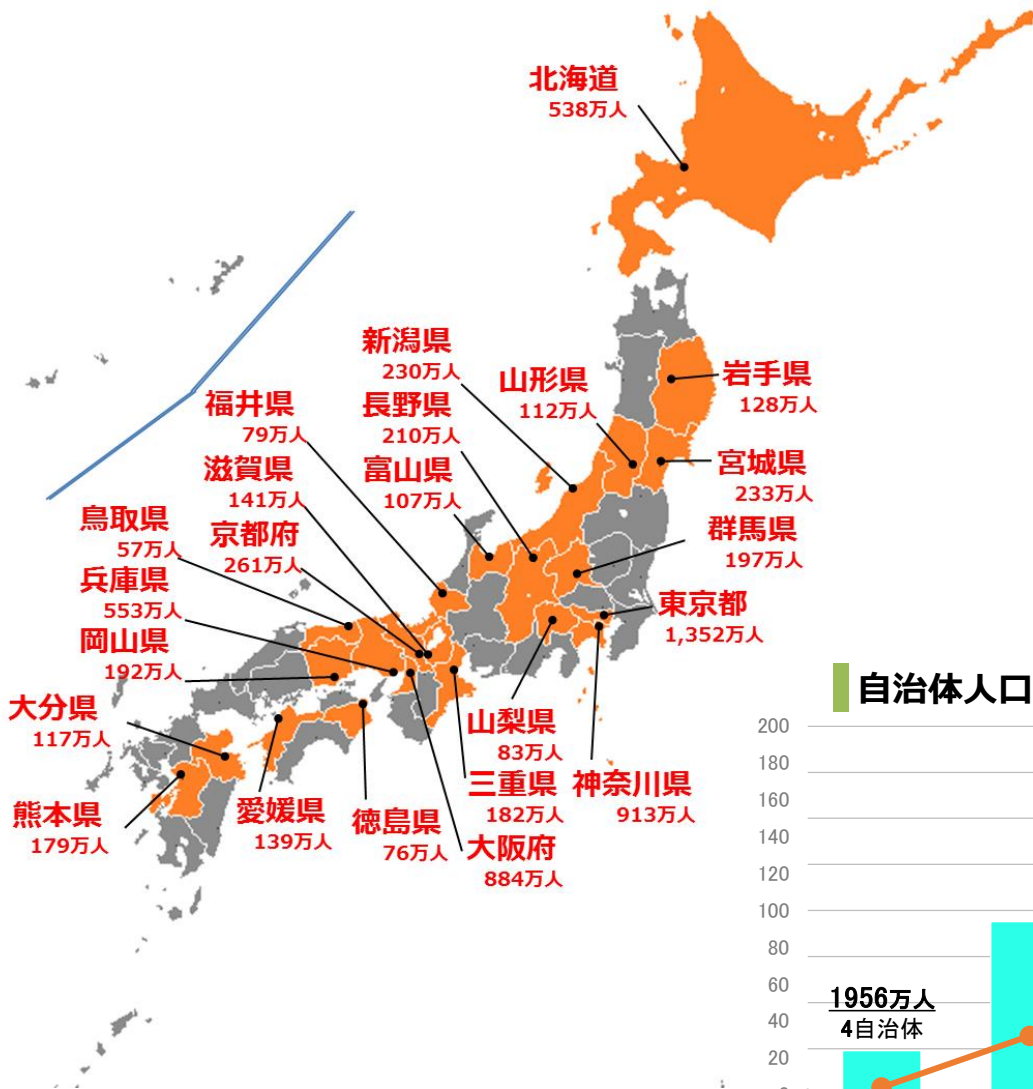 北海道
538万人
新潟県
230万人
山形県
112万人
岩手県
128万人
福井県
79万人
長野県
210万人
宮城県
233万人
滋賀県
141万人
富山県
107万人
群馬県
197万人
鳥取県
57万人
京都府
261万人
兵庫県
553万人
東京都
1,352万人
岡山県
192万人
大分県
117万人
山梨県
83万人
三重県
182万人
神奈川県
913万人
熊本県
179万人
愛媛県
139万人
徳島県
76万人
大阪府
884万人
自治体人口
200
180
160
140
120
100
80
60
40
20
1956万人
4自治体